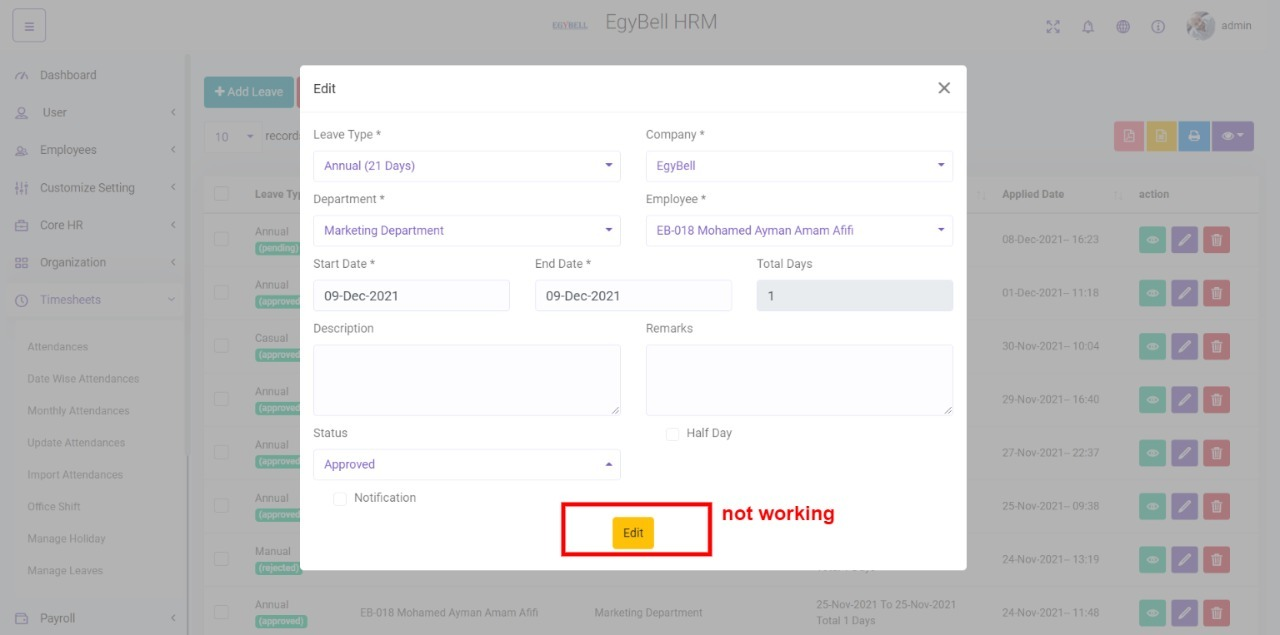 EGYBELL EgyBell HRM
admin
Dashboard
User
Employees
Customize Setting
Core HR
Organization
Timesheets
Attendances
Date Wise Attendances
Monthly Attendances
Update Attendances
Import Attendances
Office Shift
Manage Holiday
Manage Leaves
Payroll
+ Add Leave
10 records
Leave Typ Applied Date action
Annual
(pending)
08-Dec-2021-- 16:23
Annual
(approved
01-Dec-2021-- 11:18
Casual
(approved
30-Nov-2021-- 10:04
Annual
(approved
29-Nov-2021-- 16:40
Annual
(approved
27-Nov-2021-- 22:37
Annual
(approved
25-Nov-2021-- 09:38
Manual
(rejected)
Total 1 Days
24-Nov-2021-- 13:19
Annual
(approved)
EB-018 Mohamed Ayman Amam Afifi
Marketing Department
25-Nov-2021 To 25-Nov-2021
Total 1 Days
24-Nov-2021-- 11:48
Edit
Leave Type * Company *
Annual (21 Days) EgyBell
Department * Employee *
Marketing Department EB-018 Mohamed Ayman Amam Afifi
Start Date * End Date * Total Days
09-Dec-2021 09-Dec-2021 1
Description Remarks
Status Half Day
Approved
Notification
Edit
not working